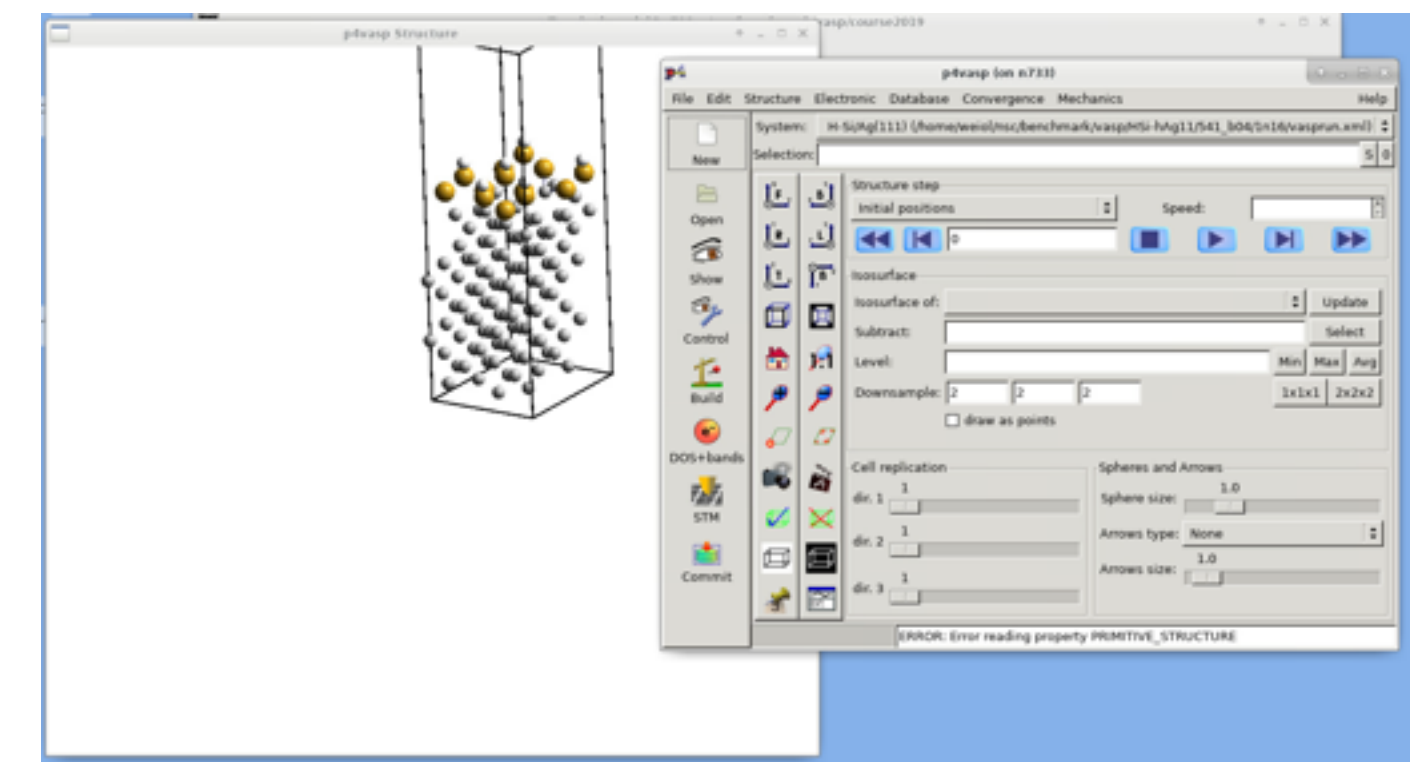 vasp/course2019
p4vasp Structure
p4vasp (on n733)
File Edit Structure Electronic Database Convergence Mechanics Help
System: H-Si/Ag(111) (/home/weiol/nsc/benchmark/vasp/HSi-hAg11/541_b04/1n16/vasprun.xml)
Selection: S 0
New
Open
Show
Control
Build
DOS+bands
STM
Commit
Structure step
Initial positions Speed:
0
Isosurface
Isosurface of: Update
Subtract: Select
Level: Min Max Avg
Downsample: 2 2 2 1x1x1 2x2x2
draw as points
Cell replication
dir. 1 1
dir. 2 1
dir. 3 1
Spheres and Arrows
Sphere size: 1.0
Arrows type: None
Arrows size: 1.0
ERROR: Error reading property PRIMITIVE_STRUCTURE